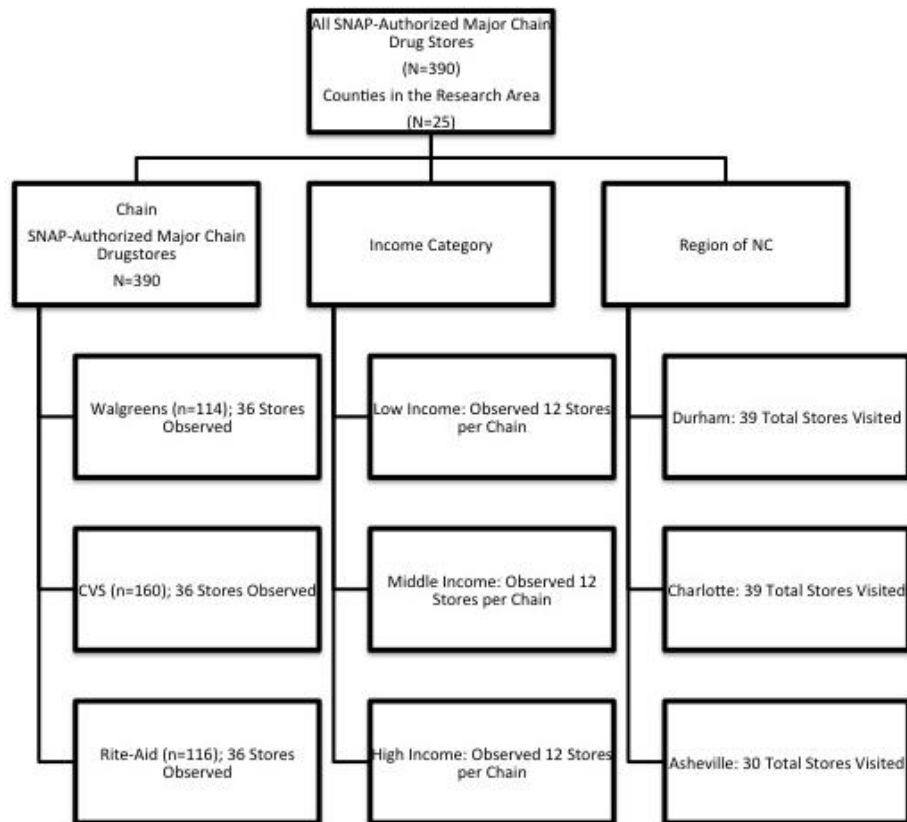 All SNAP-Authorized Major Chain
Drug Stores
(N=390)
Counties in the Research Area
(N=25)
Chain
SNAP-Authorized Major Chain
Drugstores
N=390
Income Category
Region of NC
Walgreens (n=114); 36 Stores
Observed
Low Income: Observed 12 Stores
per Chain
Durham: 39 Total Stores Visited
CVS (n=160); 36 Stores Observed
Middle Income: Observed 12
Stores per Chain
Charlotte: 39 Total Stores Visited
Rite-Aid (n=116); 36 Stores
Observed
High Income: Observed 12 Stores
per Chain
Asheville: 30 Total Stores Visited